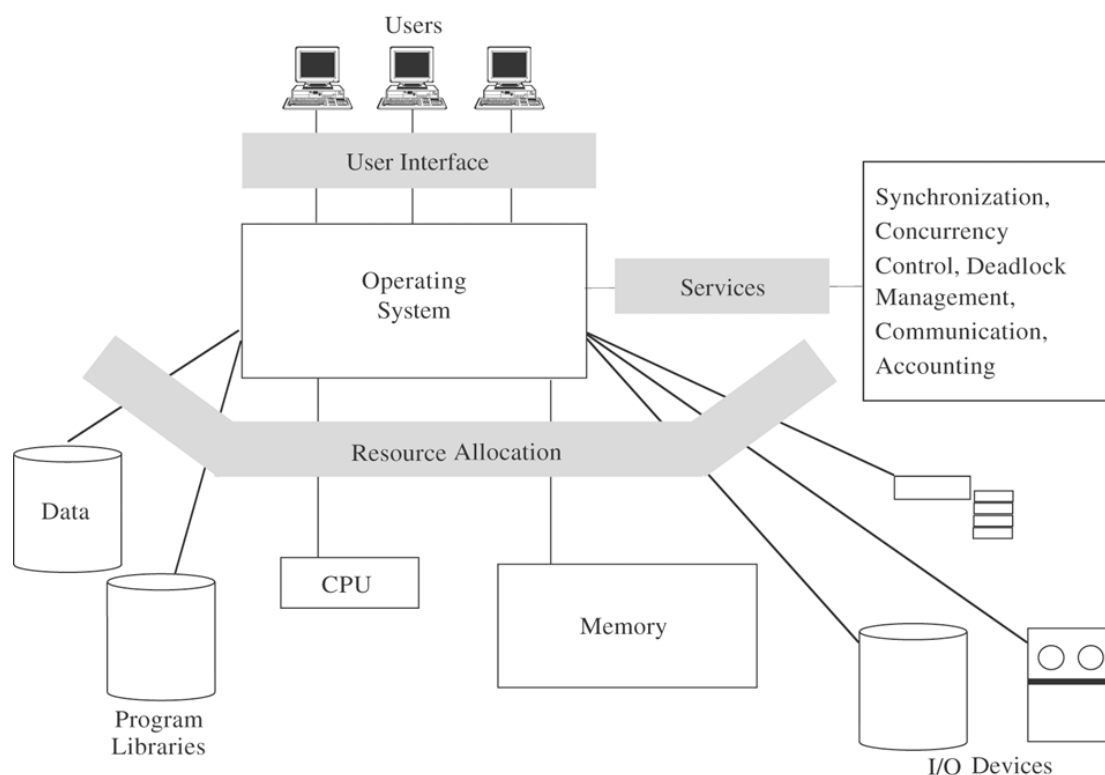 Users
User Interface
Operating
System
Services
Synchronization,
Concurrency
Control, Deadlock
Management,
Communication,
Accounting
Resource Allocation
Data
CPU
Memory
Program
Libraries
I/O Devices